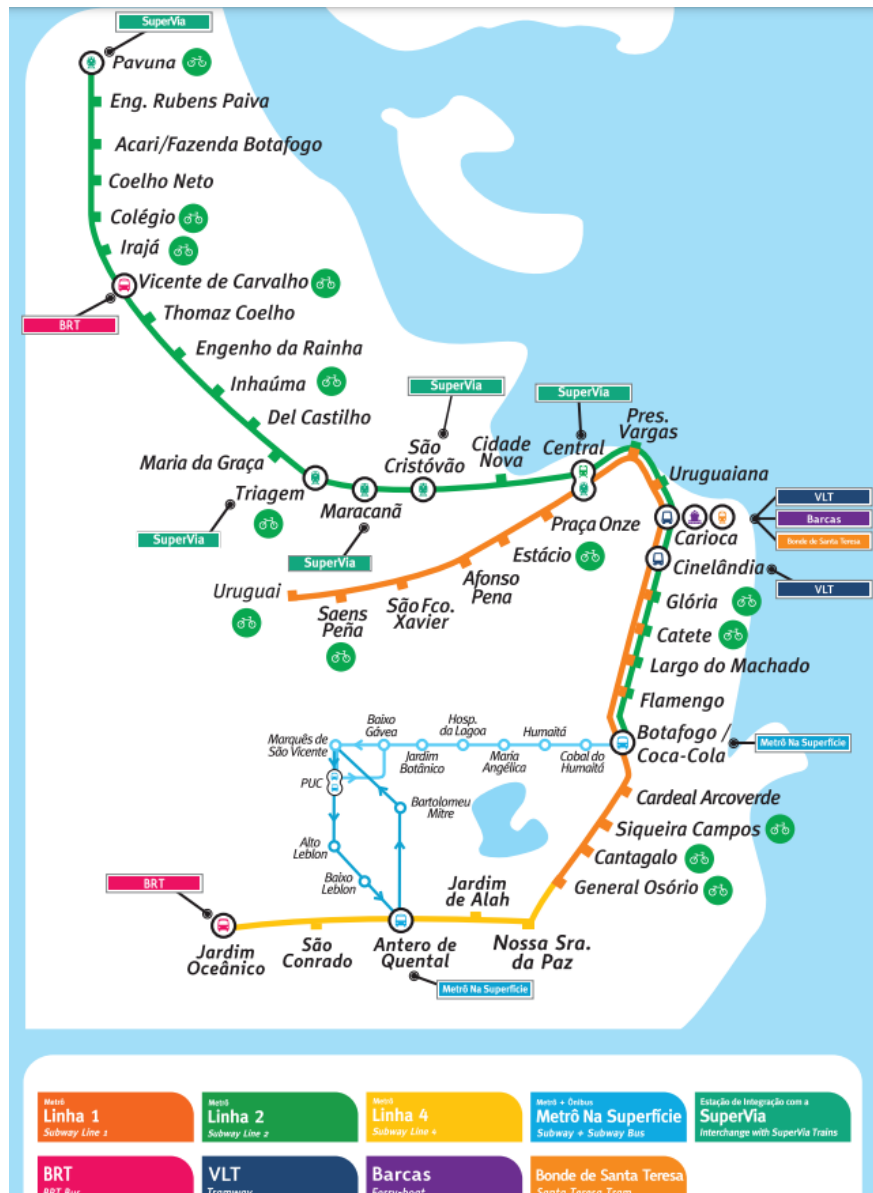 SuperVia
Pavuna
Eng. Rubens Paiva
Acari/Fazenda Botafogo
Coelho Neto
Colégio
Irajá
Vicente de Carvalho
BRT
Thomaz Coelho
Engenho da Rainha
Inhaúma
Del Castilho
Maria da Graça
Triagem
SuperVia
Maracanã
SuperVia
São
Cristóvão
SuperVia
Cidade
Nova
Central
SuperVia
Pres.
Vargas
Uruguaiana
Carioca
VLT
Barcas
Bonde de Santa Teresa
Cinelândia
VLT
Praça Onze
Estácio
Afonso
Pena
São Fco.
Xavier
Saens
Peña
Uruguai
Glória
Catete
Largo do Machado
Flamengo
Botafogo /
Coca-Cola
Metrô Na Superfície
Cobal do
Humaitá
Humaitá
Maria
Angélica
Hosp.
da Lagoa
Jardim
Botânico
Baixo
Gávea
Marquês de
São Vicente
PUC
Bartolomeu
Mitre
Alto
Leblon
Baixo
Leblon
Cardeal Arcoverde
Siqueira Campos
Cantagalo
General Osório
Nossa Sra.
da Paz
Jardim
de Alah
Antero de
Quental
Metrô Na Superfície
São
Conrado
Jardim
Oceânico
BRT
Metrô
Linha 1
Subway Line 1
Metrô
Linha 2
Subway Line 2
Metrô
Linha 4
Subway Line 4
Metrô + Ônibus
Metrô Na Superfície
Subway + Subway Bus
Estação de Integração com a
SuperVia
Interchange with SuperVia Trains
BRT
BRT Bus
VLT
Tramway
Barcas
Ferry-boat
Bonde de Santa Teresa
Santa Teresa Tram